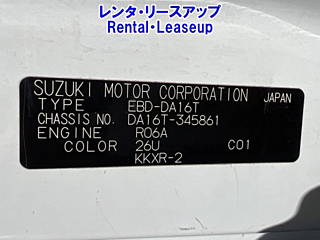 レンタ・リースアップ
Rental・Leaseup
SUZUKI MOTOR CORPORATION JAPAN
TYPE EBD-DA16T
CHASSIS NO. DA16T-345861
ENGINE R06A
COLOR 26U C01
KKXR-2